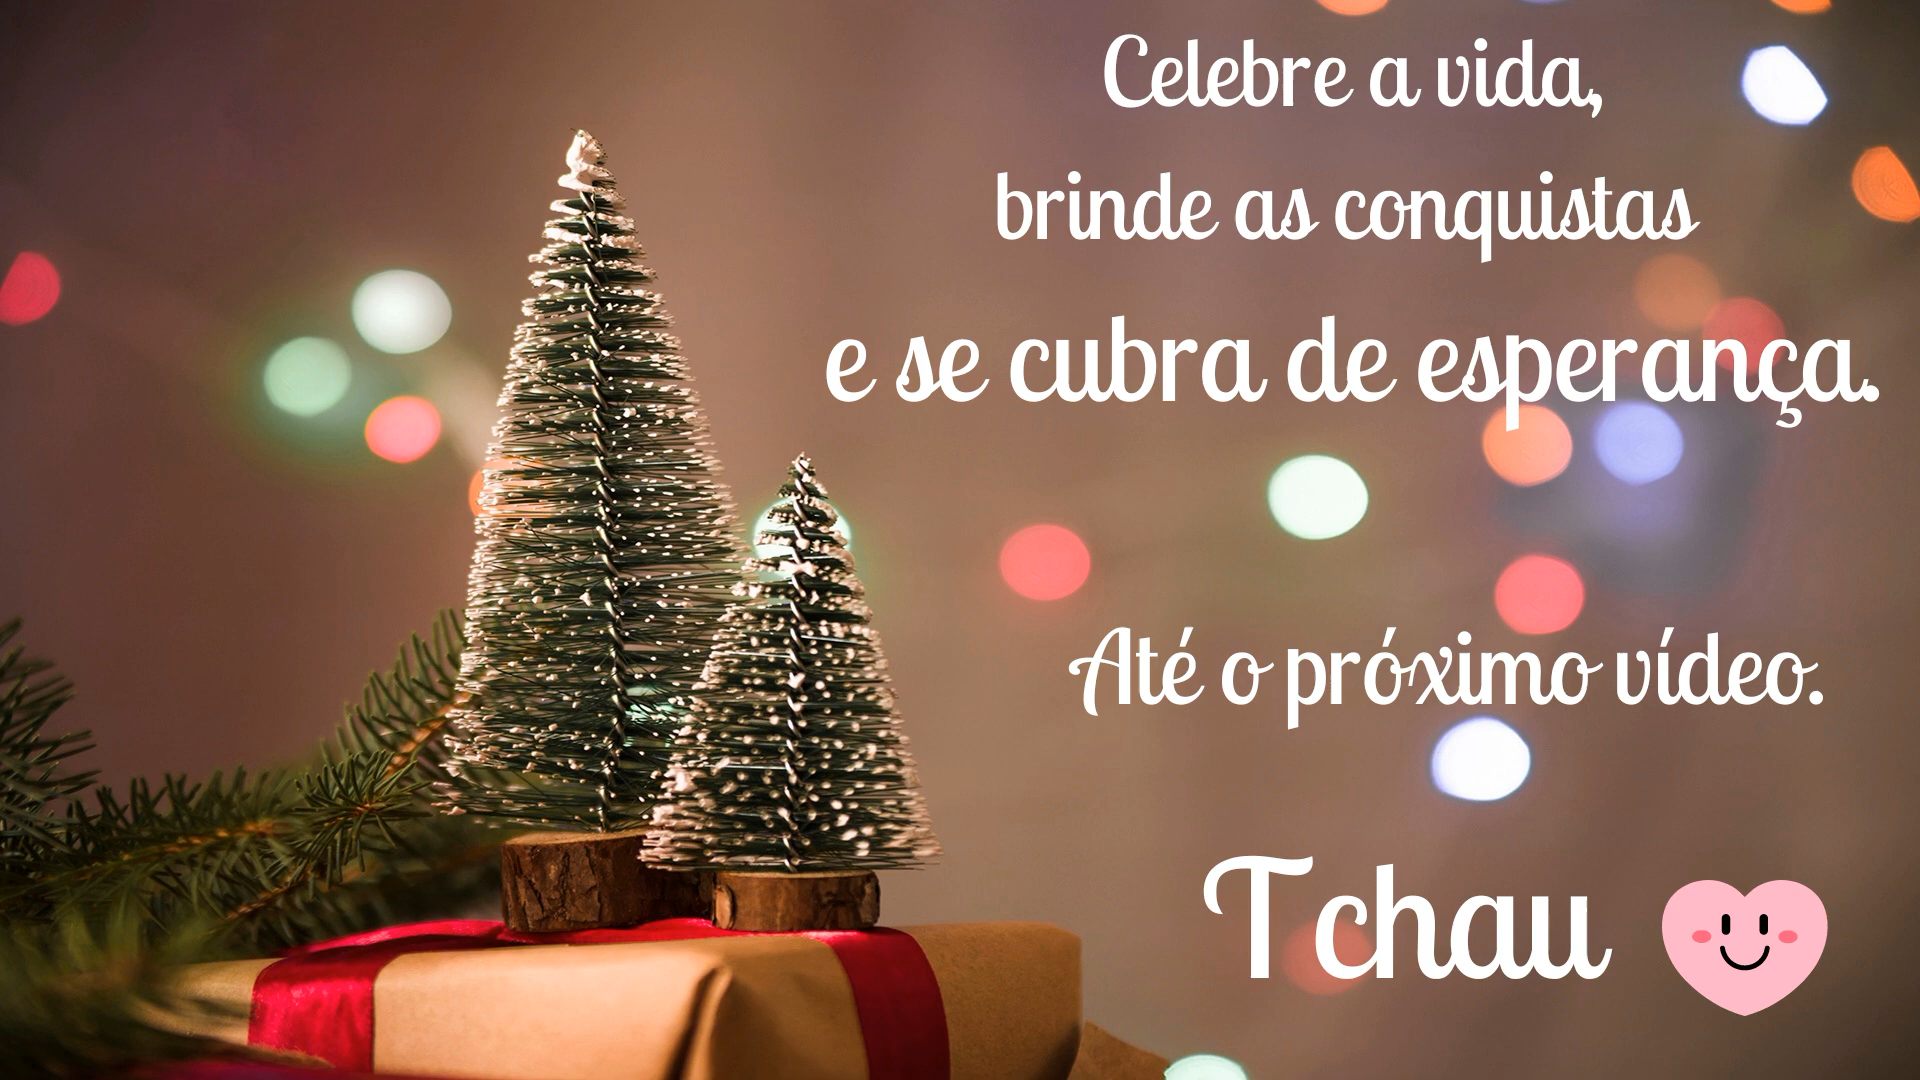 Celebre a vida,
brinde as conquistas
e se cubra de esperança.
Até o próximo vídeo.
Tchau